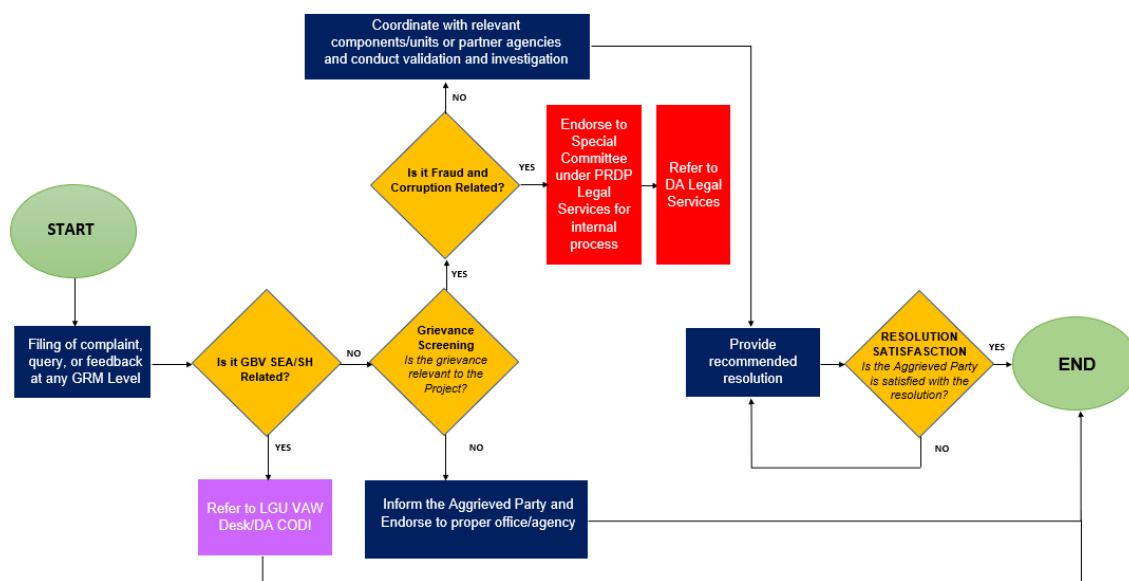 Coordinate with relevant
components/units or partner agencies
and conduct validation and investigation
NO
Is it Fraud and
Corruption Related?
YES
Endorse to
Special
Committee
under PRDP
Legal
Services for
internal
process
Refer to
DA Legal
Services
START
YES
Filing of complaint,
query, or feedback
at any GRM Level
Is it GBV SEA/SH
Related?
NO
Grievance
Screening
Is the grievance
relevant to the
Project?
Provide
recommended
resolution
RESOLUTION
SATISFASCTION
Is the Aggrieved Party
is satisfied with the
resolution?
YES
END
YES
NO
NO
Refer to LGU VAW
Desk/DA CODI
Inform the Aggrieved Party and
Endorse to proper office/agency